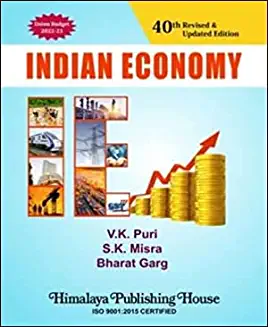 Union Budget
2022-23
40th Revised &
Updated Edition
INDIAN ECONOMY
V.K. Puri
S.K. Misra
Bharat Garg
Himalaya Publishing House
ISO 9001:2015 CERTIFIED